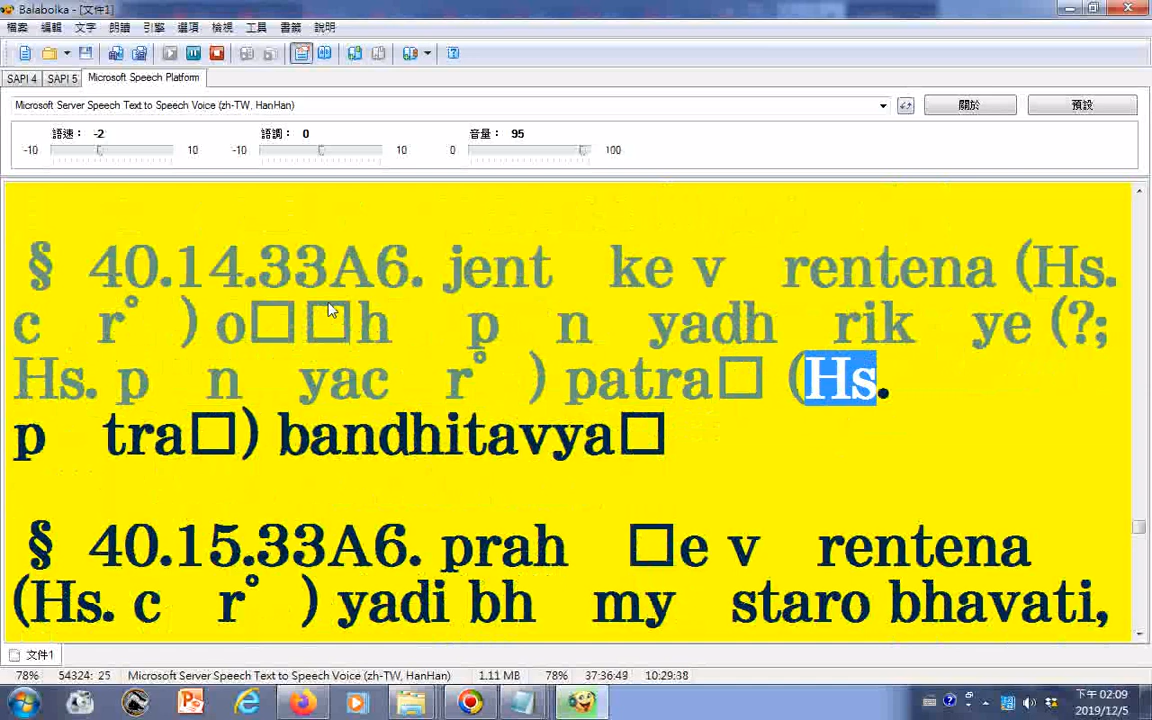 Balabolka - [文件1]
檔案 編輯 文字 朗讀 引擎 選項 檢視 工具 書籤 說明
SAPI 4 SAPI 5 Microsoft Speech Platform
Microsoft Server Speech Text to Speech Voice (zh-TW, HanHan) 關於 預設
語速: -2 語調: 0 音量: 95
-10 10 -10 10 0 100
§ 40.14.33A6. jent ke v rentena (Hs.
c r˚ ) o□□h p n yadh rik ye (?;
Hs. p n yac r˚ ) patra□ (Hs.
p tra□) bandhitavya□
§ 40.15.33A6. prah □e v rentena
(Hs. c r˚ ) yadi bh my staro bhavati,
文件1
78% 54324: 25 Microsoft Server Speech Text to Speech Voice (zh-TW, HanHan) 1.11 MB 78% 37:36:49 10:29:38
下午 02:09
2019/12/5